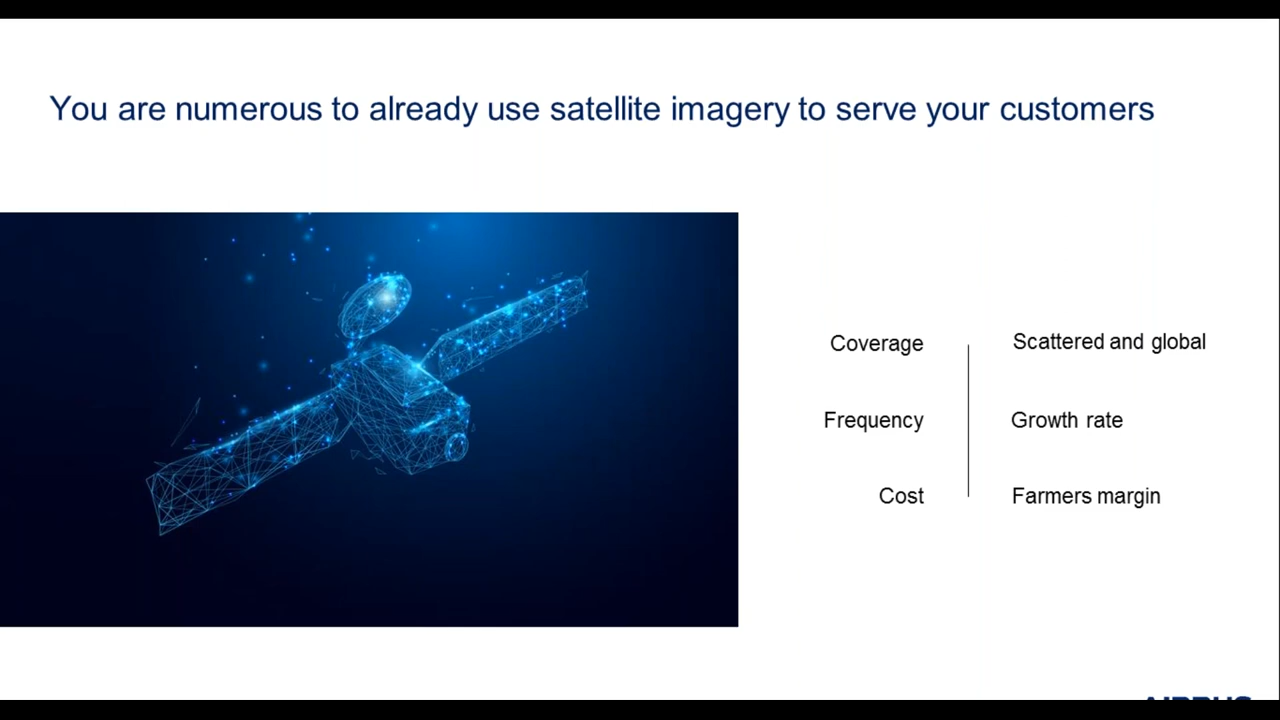 You are numerous to already use satellite imagery to serve your customers
Coverage
Scattered and global
Frequency
Growth rate
Cost
Farmers margin
AIRBUS